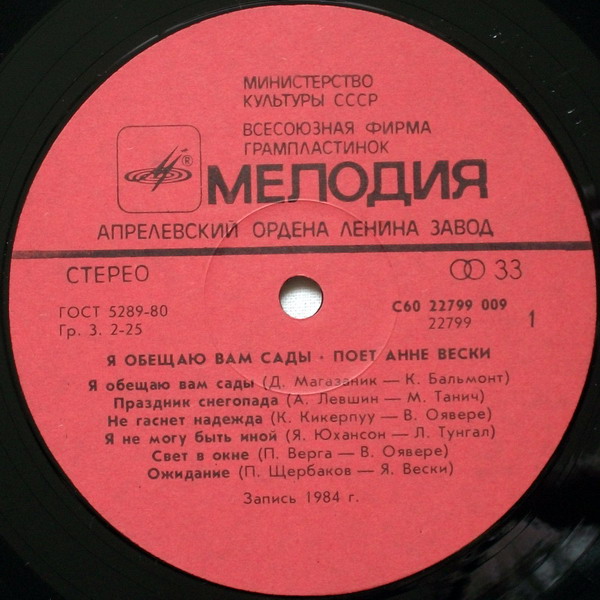 МИНИСТЕРСТВО
КУЛЬТУРЫ СССР
ВСЕСОЮЗНАЯ ФИРМА
ГРАМПЛАСТИНОК
®
МЕЛОДИЯ
АПРЕЛЕВСКИЙ ОРДЕНА ЛЕНИНА ЗАВОД
СТЕРЕО
33
ГОСТ 5289-80
Гр. 3. 2-25
С60 22799 009
22799
1
Я ОБЕЩАЮ ВАМ САДЫ · ПОЕТ АННЕ ВЕСКИ
Я обещаю вам сады (Д. Магазаник — К. Бальмонт)
Праздник снегопада (А. Левшин — М. Танич)
Не гаснет надежда (К. Кикерпуу — В. Оявере)
Я не могу быть иной (Я. Юхансон — Л. Тунгал)
Свет в окне (П. Верга — В. Оявере)
Ожидание (П. Щербаков — Я. Вески)
Запись 1984 г.